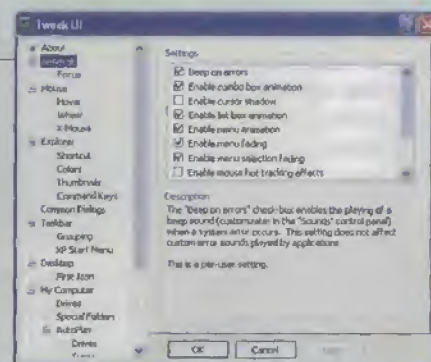 Tweak UI
About
General
Focus
Mouse
Hover
Wheel
X-Mouse
Explorer
Shortcut
Colors
Thumbnails
Command Keys
Common Dialogs
Taskbar
Grouping
XP Start Menu
Desktop
First Icon
My Computer
Drives
Special Folders
AutoPlay
Drives
Settings
Beep on errors
Enable combo box animation
Enable cursor shadow
Enable list box animation
Enable menu animation
Enable menu fading
Enable menu selection fading
Enable mouse hot tracking effects
Description
The "Beep on errors" check-box enables the playing of a
beep sound (customizable in the "Sounds" control panel)
when a system error occurs. This setting does not affect
custom error sounds played by applications.
This is a per-user setting.
OK
Cancel